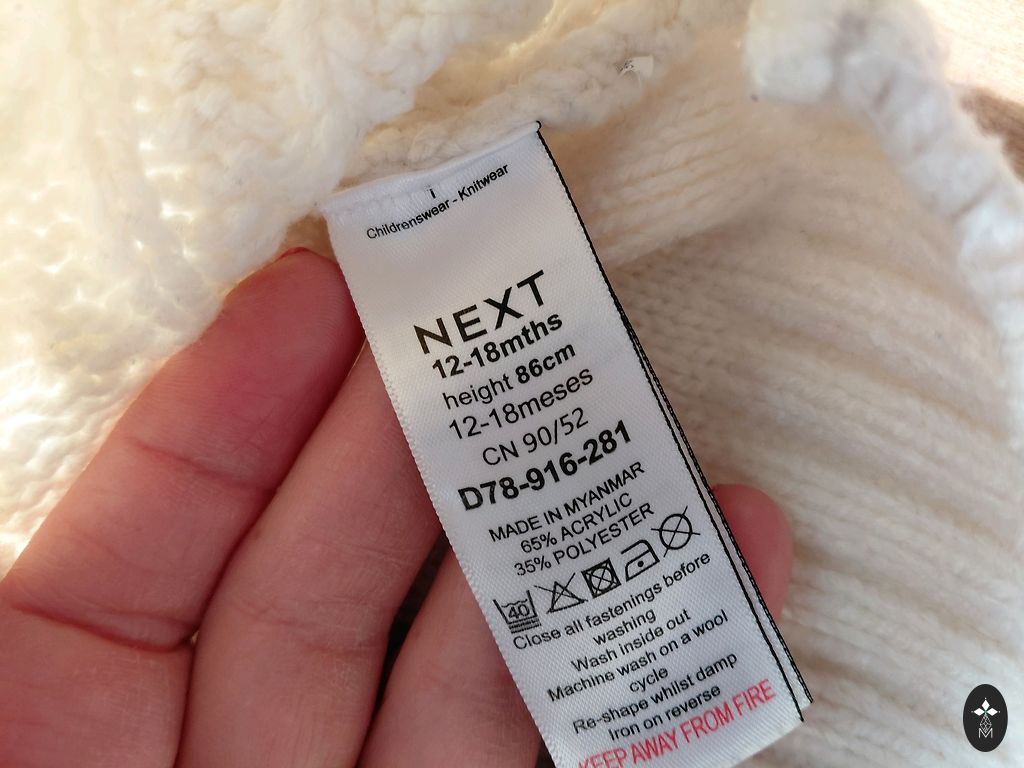 Childrenswear - Knitwear
NEXT
12-18mths
height 86cm
12-18meses
CN 90/52
D78-916-281
MADE IN MYANMAR
65% ACRYLIC
35% POLYESTER
40
Close all fastenings before
washing
Wash inside out
Machine wash on a wool
cycle
Re-shape whilst damp
Iron on reverse
KEEP AWAY FROM FIRE
M